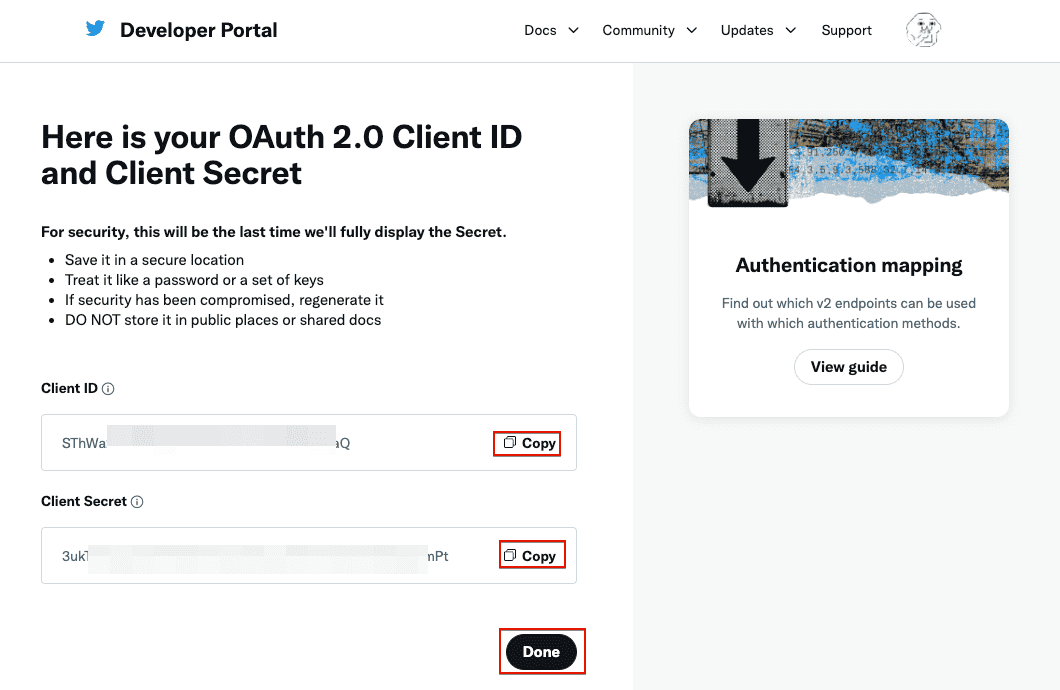 Developer Portal
Docs
Community
Updates
Support
Here is your OAuth 2.0 Client ID
and Client Secret
For security, this will be the last time we'll fully display the Secret.
Save it in a secure location
Treat it like a password or a set of keys
If security has been compromised, regenerate it
DO NOT store it in public places or shared docs
Client ID
SThWa
aQ
Copy
Client Secret
3ukT
mPt
Copy
Done
Authentication mapping
Find out which v2 endpoints can be used
with which authentication methods.
View guide